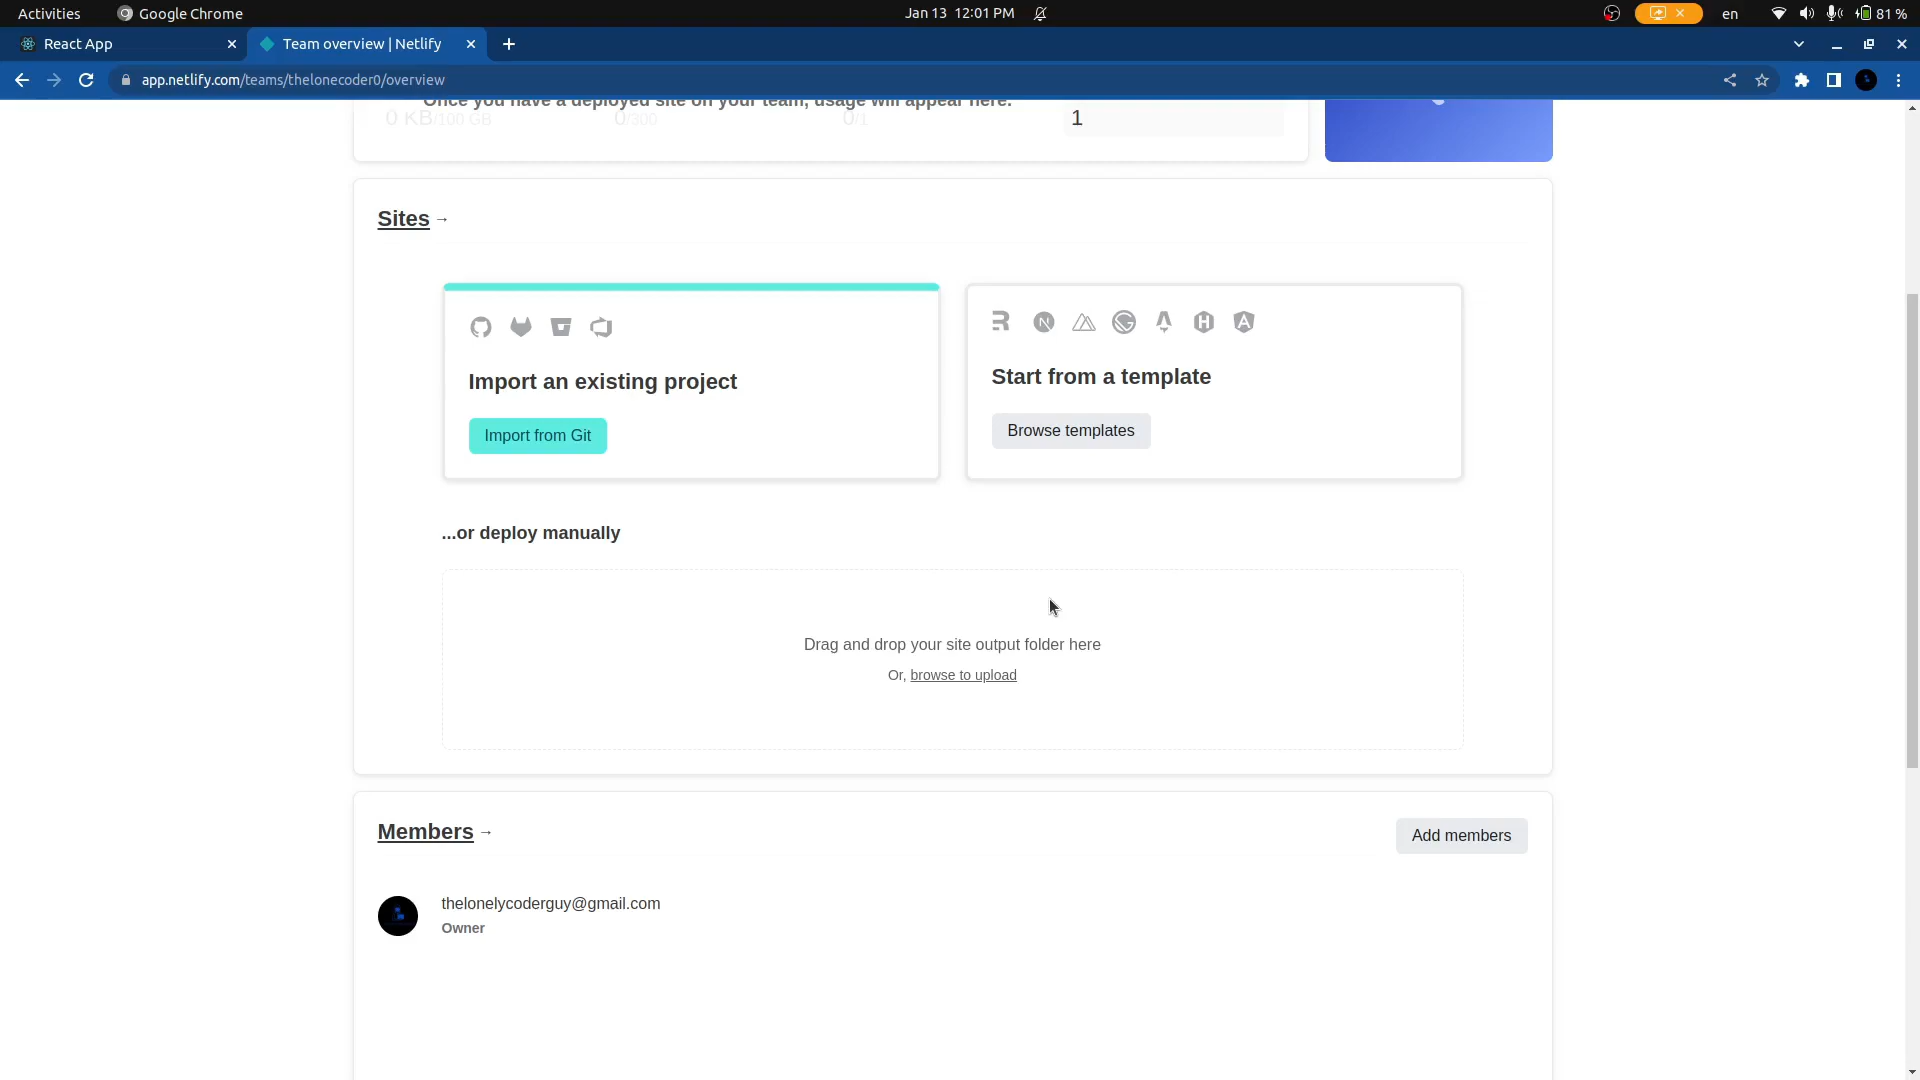 Activities
Google Chrome
Jan 13 12:01 PM
en
81 %
React App
Team overview | Netlify
app.netlify.com/teams/thelonecoder0/overview
Once you have a deployed site on your team, usage will appear here.
0 KB/100 GB
0/300
0/1
1
Sites →
Import an existing project
Import from Git
Start from a template
Browse templates
...or deploy manually
Drag and drop your site output folder here
Or, browse to upload
Members →
Add members
thelonelycoderguy@gmail.com
Owner